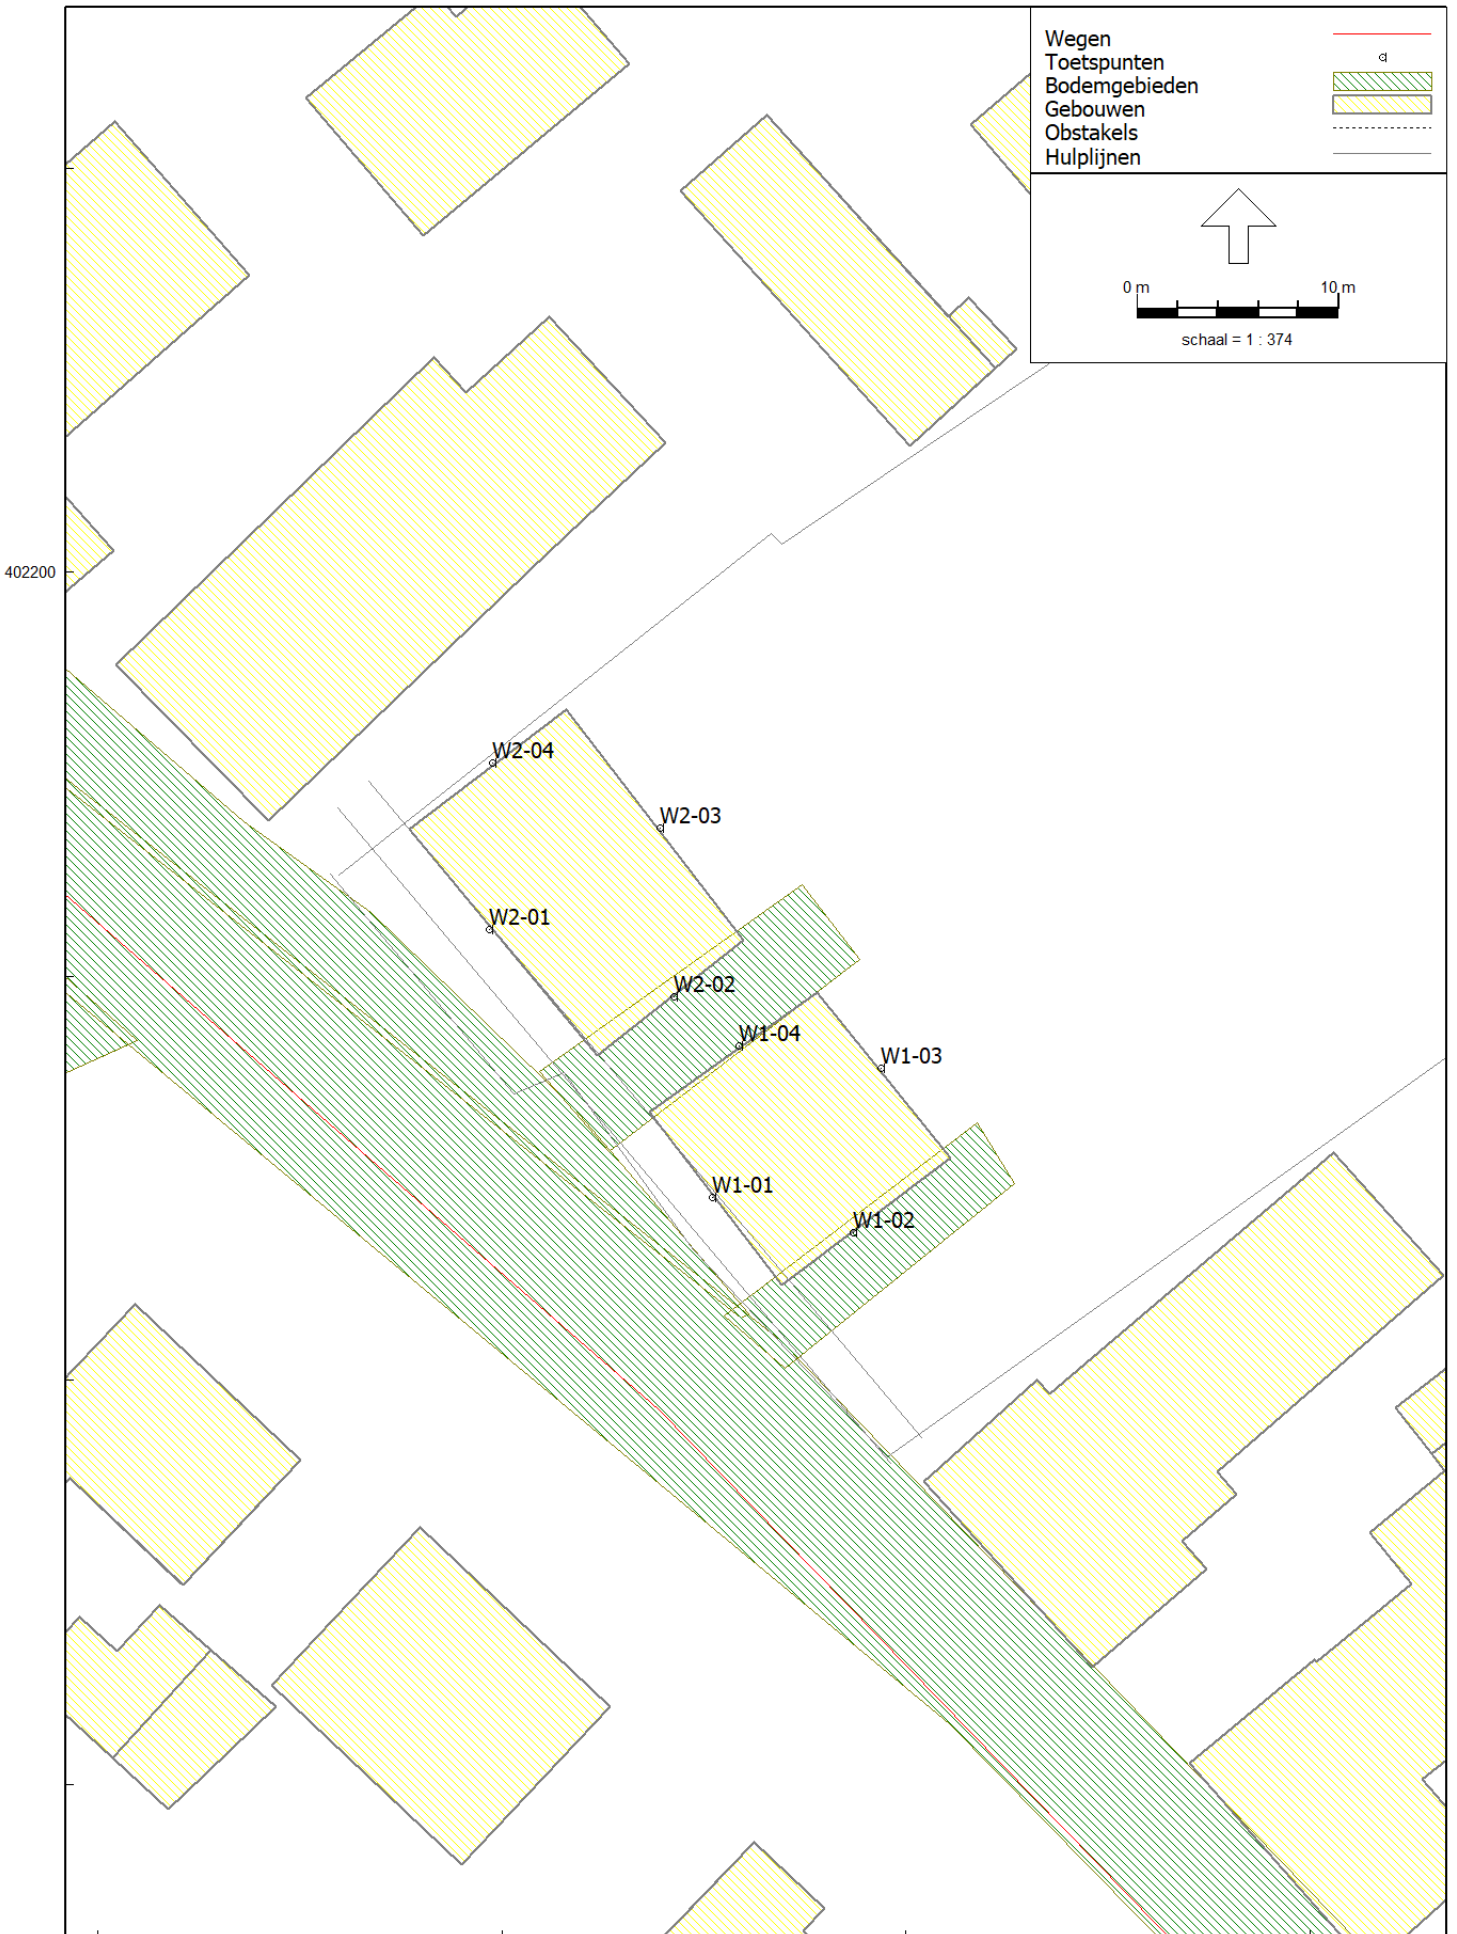 Wegen
Toetspunten
Bodemgebieden
Gebouwen
Obstakels
Hulplijnen
0 m 10 m
schaal = 1 : 374
402200
W2-04
W2-03
W2-01
W2-02
W1-04
W1-03
W1-01
W1-02